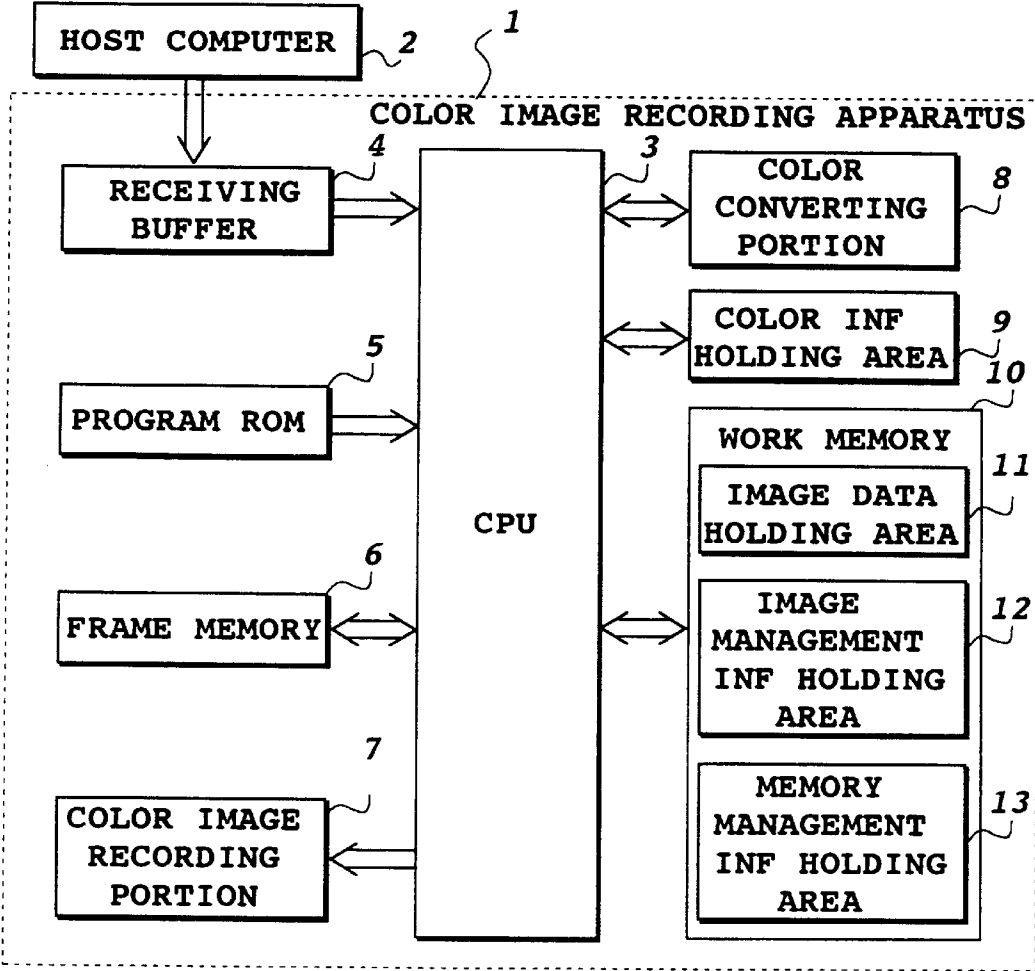 HOST COMPUTER
2
1
COLOR IMAGE RECORDING APPARATUS
4
RECEIVING
BUFFER
5
PROGRAM ROM
6
FRAME MEMORY
7
COLOR IMAGE
RECORDING
PORTION
3
CPU
COLOR
CONVERTING
PORTION
8
COLOR INF
HOLDING AREA
9
10
WORK MEMORY
IMAGE DATA
HOLDING AREA
11
IMAGE
MANAGEMENT
INF HOLDING
AREA
12
MEMORY
MANAGEMENT
INF HOLDING
AREA
13